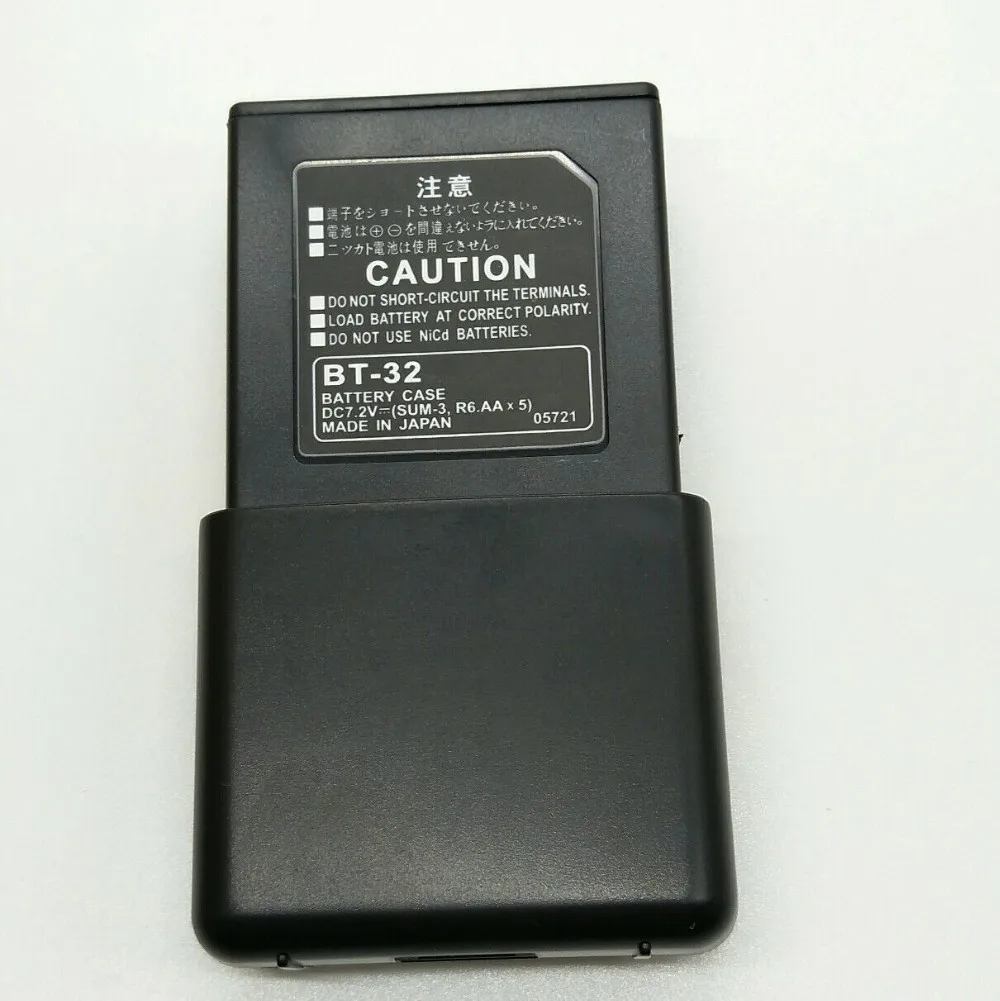 注意
■端子をショートさせないでください。
■電池は⊕⊖を間違えないように入れてください。
■ニッカト電池は使用できせん。
CAUTION
■DO NOT SHORT-CIRCUIT THE TERMINALS.
■LOAD BATTERY AT CORRECT POLARITY.
■DO NOT USE NiCd BATTERIES.
BT-32
BATTERY CASE
DC7.2V⎓(SUM-3, R6.AA x 5)
MADE IN JAPAN 05721